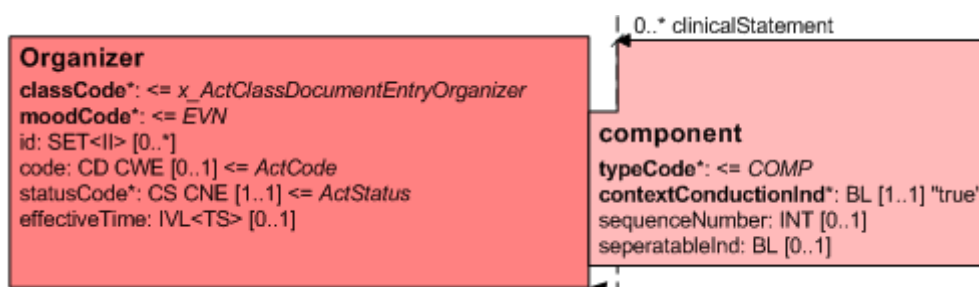 0..* clinicalStatement
Organizer
classCode*: <= x_ActClassDocumentEntryOrganizer
moodCode*: <= EVN
id: SET<II> [0..*]
code: CD CWE [0..1] <= ActCode
statusCode*: CS CNE [1..1] <= ActStatus
effectiveTime: IVL<TS> [0..1]
component
typeCode*: <= COMP
contextConductionInd*: BL [1..1] "true"
sequenceNumber: INT [0..1]
seperatableInd: BL [0..1]